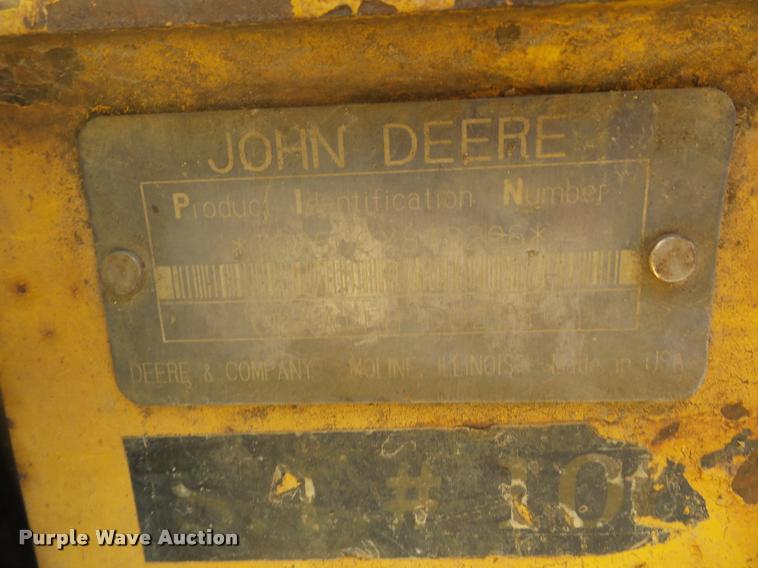 JOHN DEERE
Product Identification Number
DEERE & COMPANY MOLINE ILLINOIS Made in USA
# 10
Purple Wave Auction